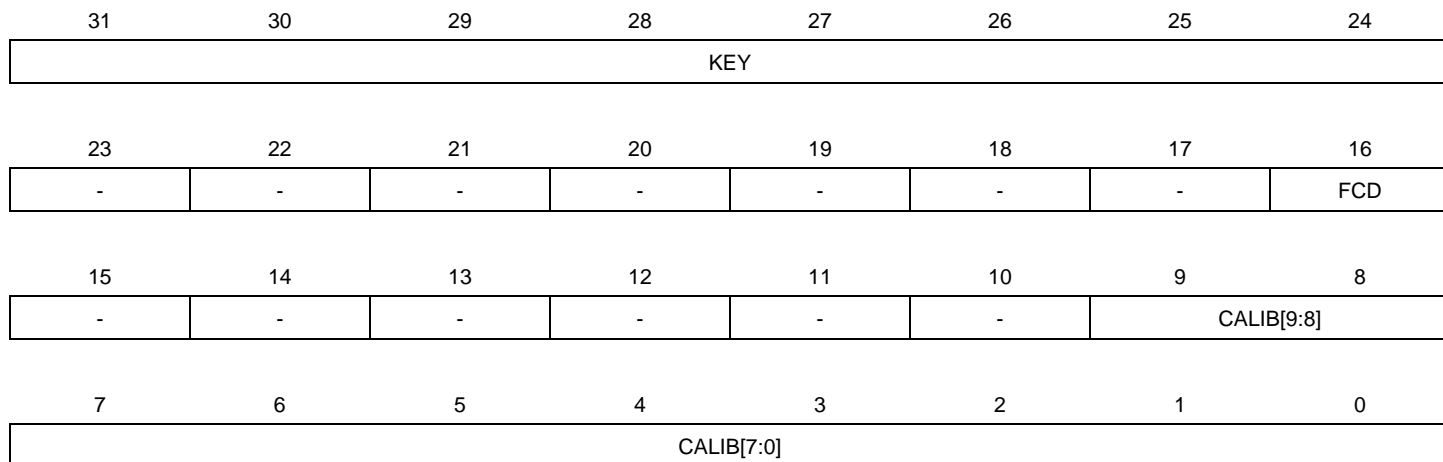 31 30 29 28 27 26 25 24
KEY
23 22 21 20 19 18 17 16
- - - - - - - FCD
15 14 13 12 11 10 9 8
- - - - - - CALIB[9:8]
7 6 5 4 3 2 1 0
CALIB[7:0]